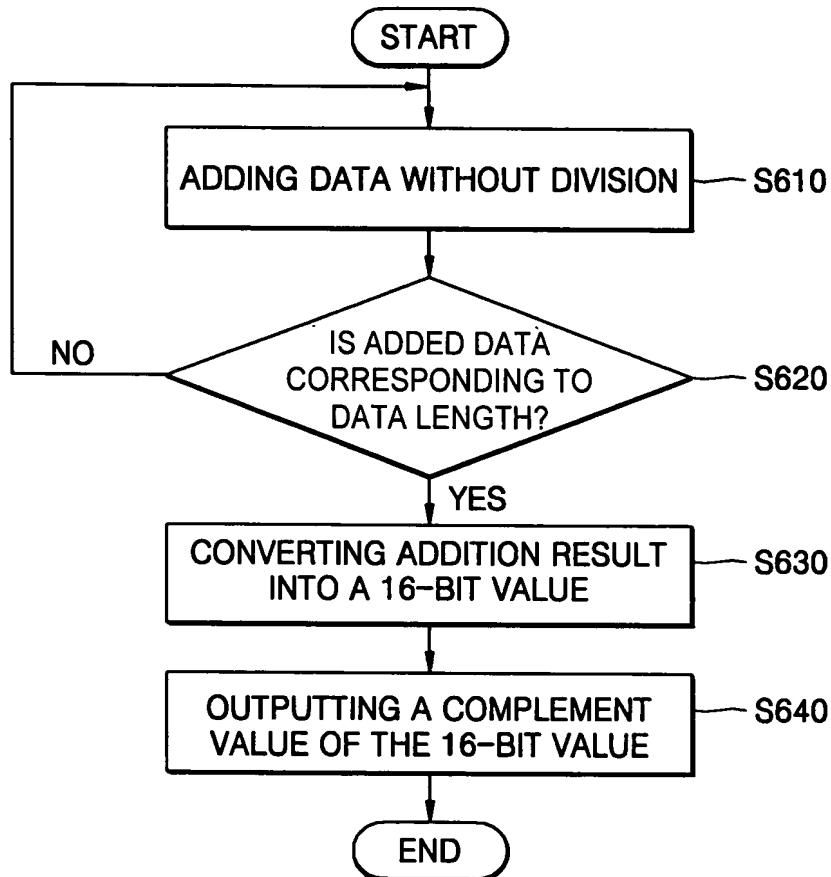 START
ADDING DATA WITHOUT DIVISION
S610
IS ADDED DATA
CORRESPONDING TO
DATA LENGTH?
S620
NO
YES
CONVERTING ADDITION RESULT
INTO A 16-BIT VALUE
S630
OUTPUTTING A COMPLEMENT
VALUE OF THE 16-BIT VALUE
S640
END